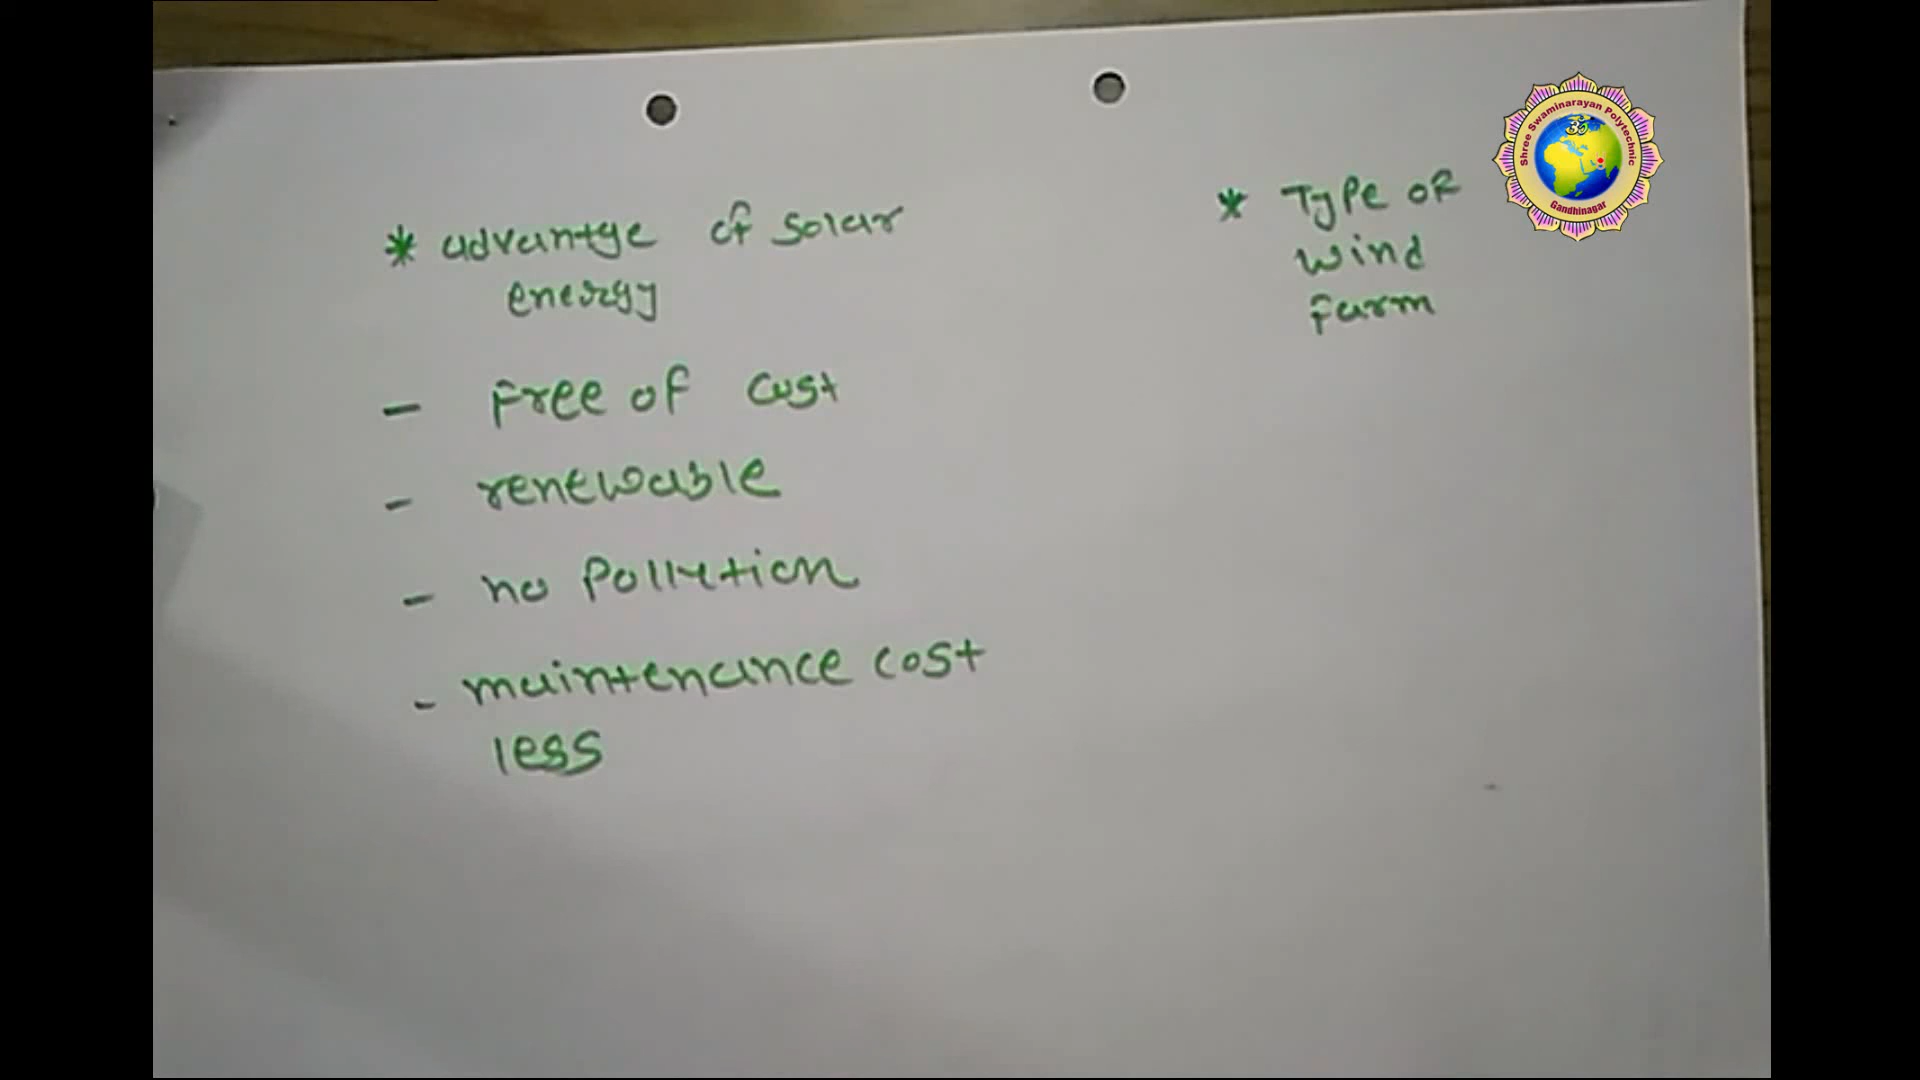 * advantge of solar
energy
- Free of cost
- renewable
- no Pollution
- maintenance cost
less
* Type of
wind
Farm
Shree Swaminarayan Polytechnic
ॐ
Gandhinagar